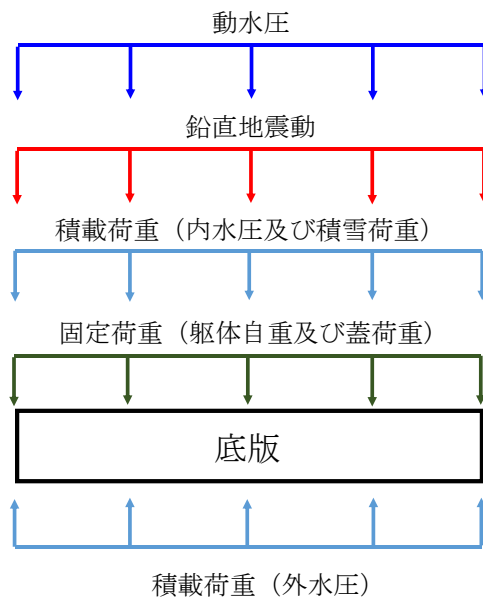 動水圧
鉛直地震動
積載荷重（内水圧及び積雪荷重）
固定荷重（躯体自重及び蓋荷重）
底版
積載荷重（外水圧）